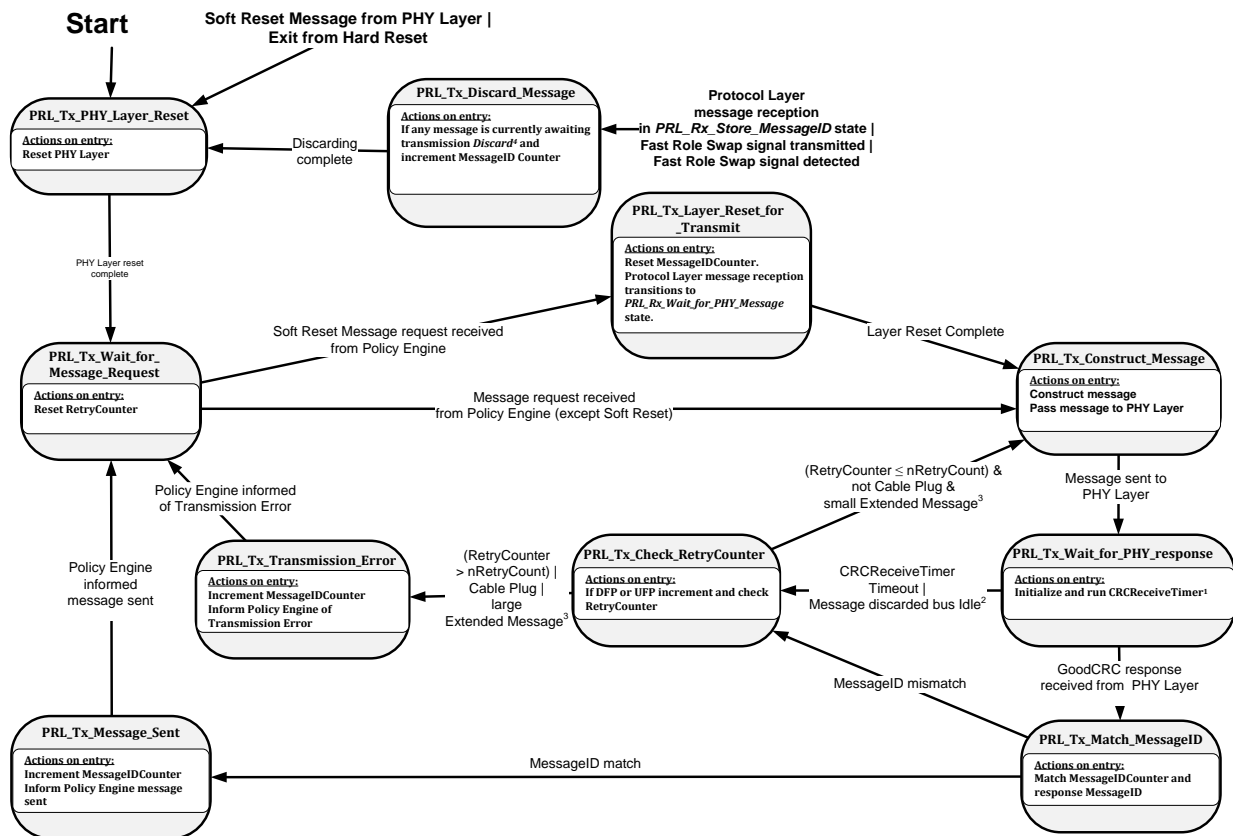 Start
Soft Reset Message from PHY Layer |
Exit from Hard Reset
PRL_Tx_PHY_Layer_Reset
Actions on entry:
Reset PHY Layer
PRL_Tx_Discard_Message
Actions on entry:
If any message is currently awaiting
transmission Discard⁴ and
increment MessageID Counter
Protocol Layer
message reception
in PRL_Rx_Store_MessageID state |
Fast Role Swap signal transmitted |
Fast Role Swap signal detected
Discarding
complete
PHY Layer reset
complete
PRL_Tx_Layer_Reset_for
_Transmit
Actions on entry:
Reset MessageIDCounter.
Protocol Layer message reception
transitions to
PRL_Rx_Wait_for_PHY_Message
state.
Soft Reset Message request received
from Policy Engine
Layer Reset Complete
PRL_Tx_Wait_for_
Message_Request
Actions on entry:
Reset RetryCounter
Message request received
from Policy Engine (except Soft Reset)
PRL_Tx_Construct_Message
Actions on entry:
Construct message
Pass message to PHY Layer
(RetryCounter ≤ nRetryCount) &
not Cable Plug &
small Extended Message³
Message sent to
PHY Layer
Policy Engine informed
of Transmission Error
PRL_Tx_Transmission_Error
Actions on entry:
Increment MessageIDCounter
Inform Policy Engine of
Transmission Error
(RetryCounter
> nRetryCount) |
Cable Plug |
large
Extended Message³
PRL_Tx_Check_RetryCounter
Actions on entry:
If DFP or UFP increment and check
RetryCounter
CRCReceiveTimer
Timeout |
Message discarded bus Idle²
PRL_Tx_Wait_for_PHY_response
Actions on entry:
Initialize and run CRCReceiveTimer¹
Policy Engine
informed
message sent
GoodCRC response
received from PHY Layer
MessageID mismatch
PRL_Tx_Message_Sent
Actions on entry:
Increment MessageIDCounter
Inform Policy Engine message
sent
MessageID match
PRL_Tx_Match_MessageID
Actions on entry:
Match MessageIDCounter and
response MessageID